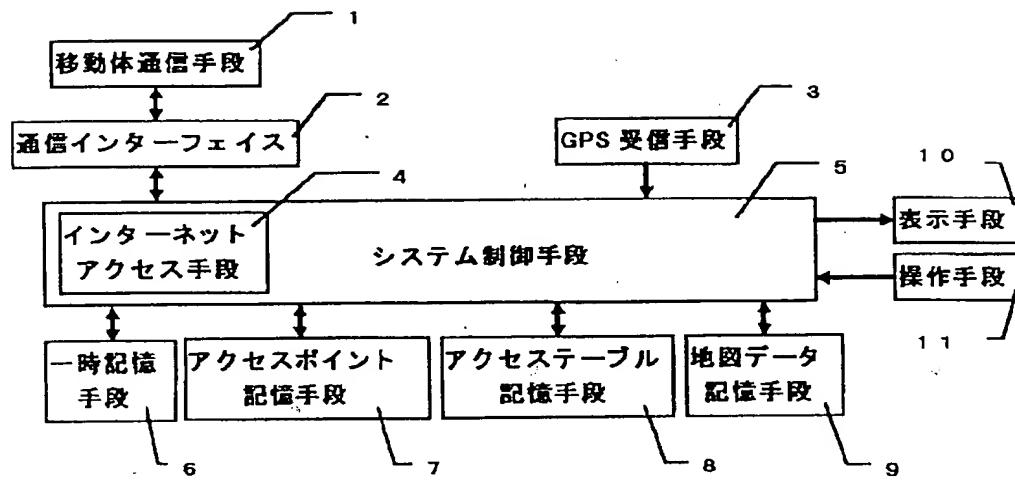 1
移動体通信手段
2
通信インターフェイス
3
GPS 受信手段
4
インターネット
アクセス手段
5
システム制御手段
10
表示手段
操作手段
11
一時記憶
手段
6
アクセスポイント
記憶手段
7
アクセステーブル
記憶手段
8
地図データ
記憶手段
9